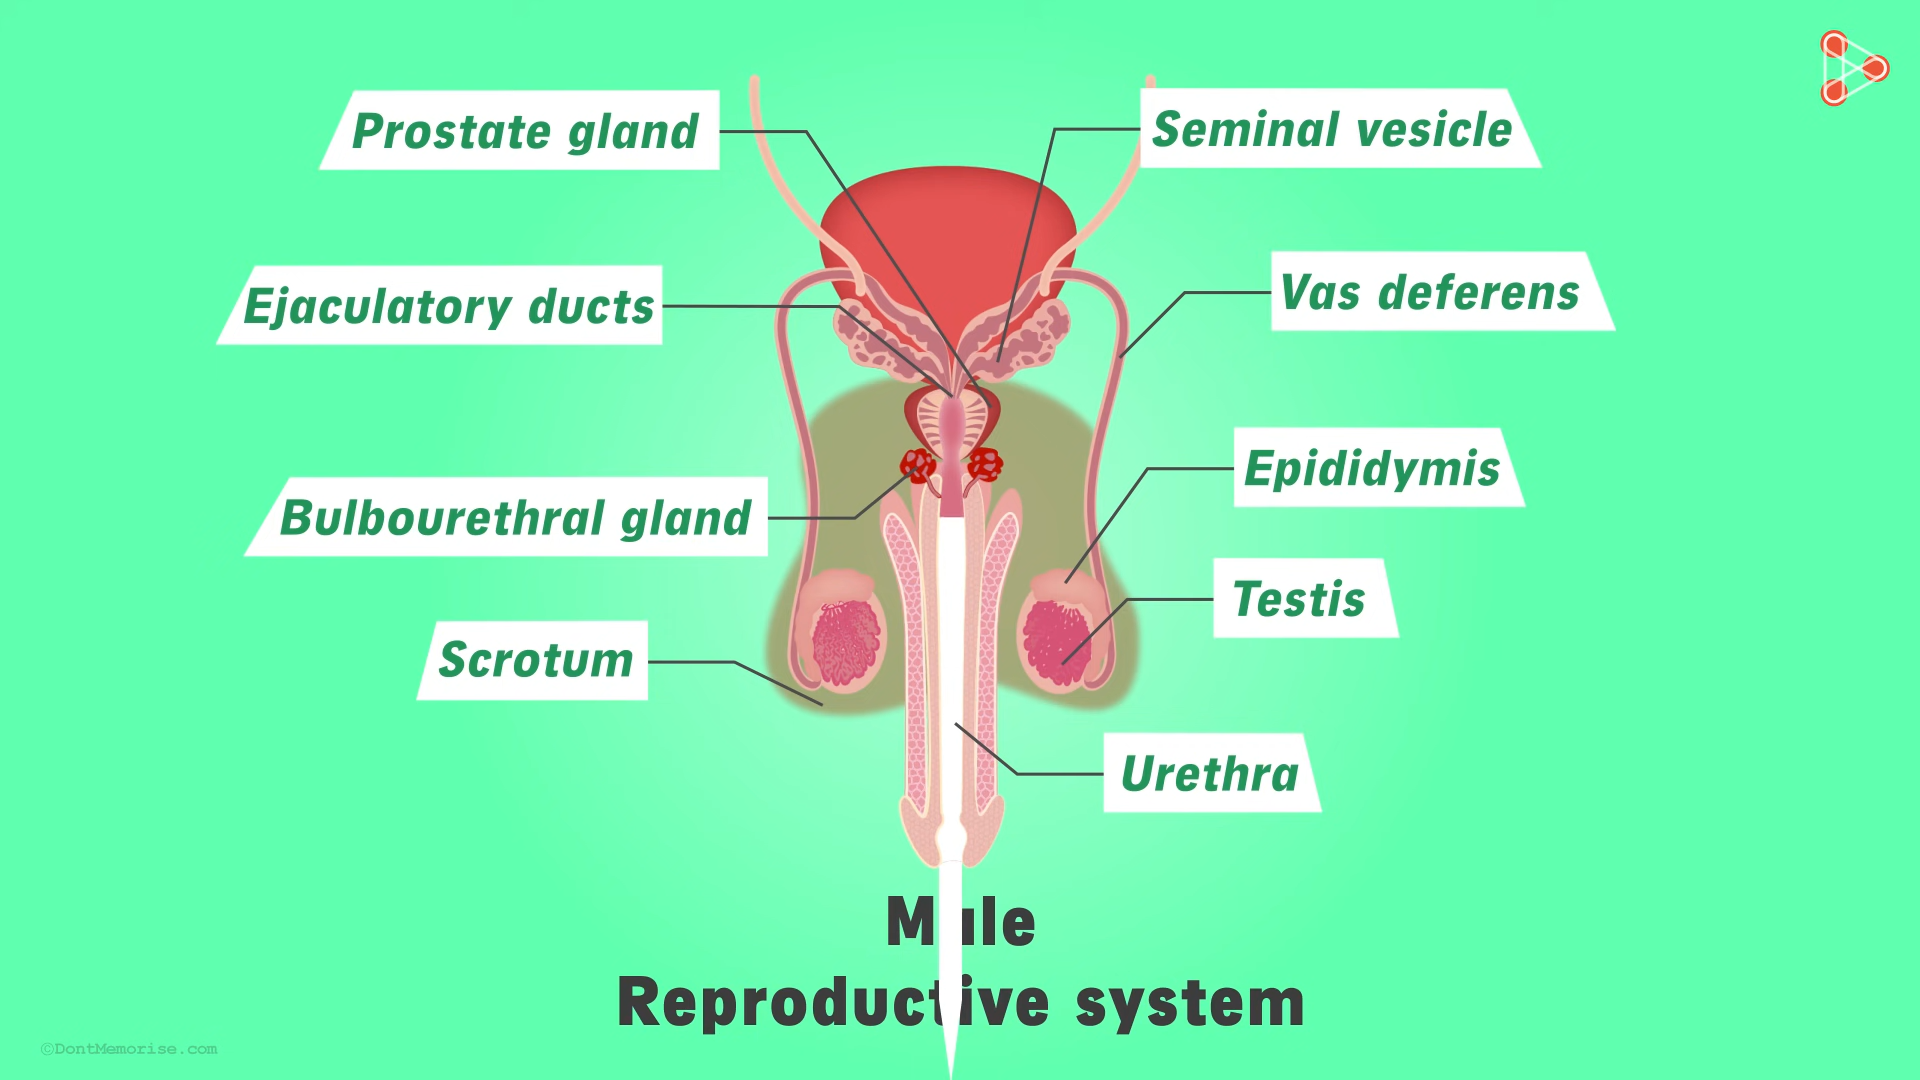 Prostate gland
Seminal vesicle
Ejaculatory ducts
Vas deferens
Epididymis
Bulbourethral gland
Testis
Scrotum
Urethra
Male
Reproductive system
©DontMemorise.com